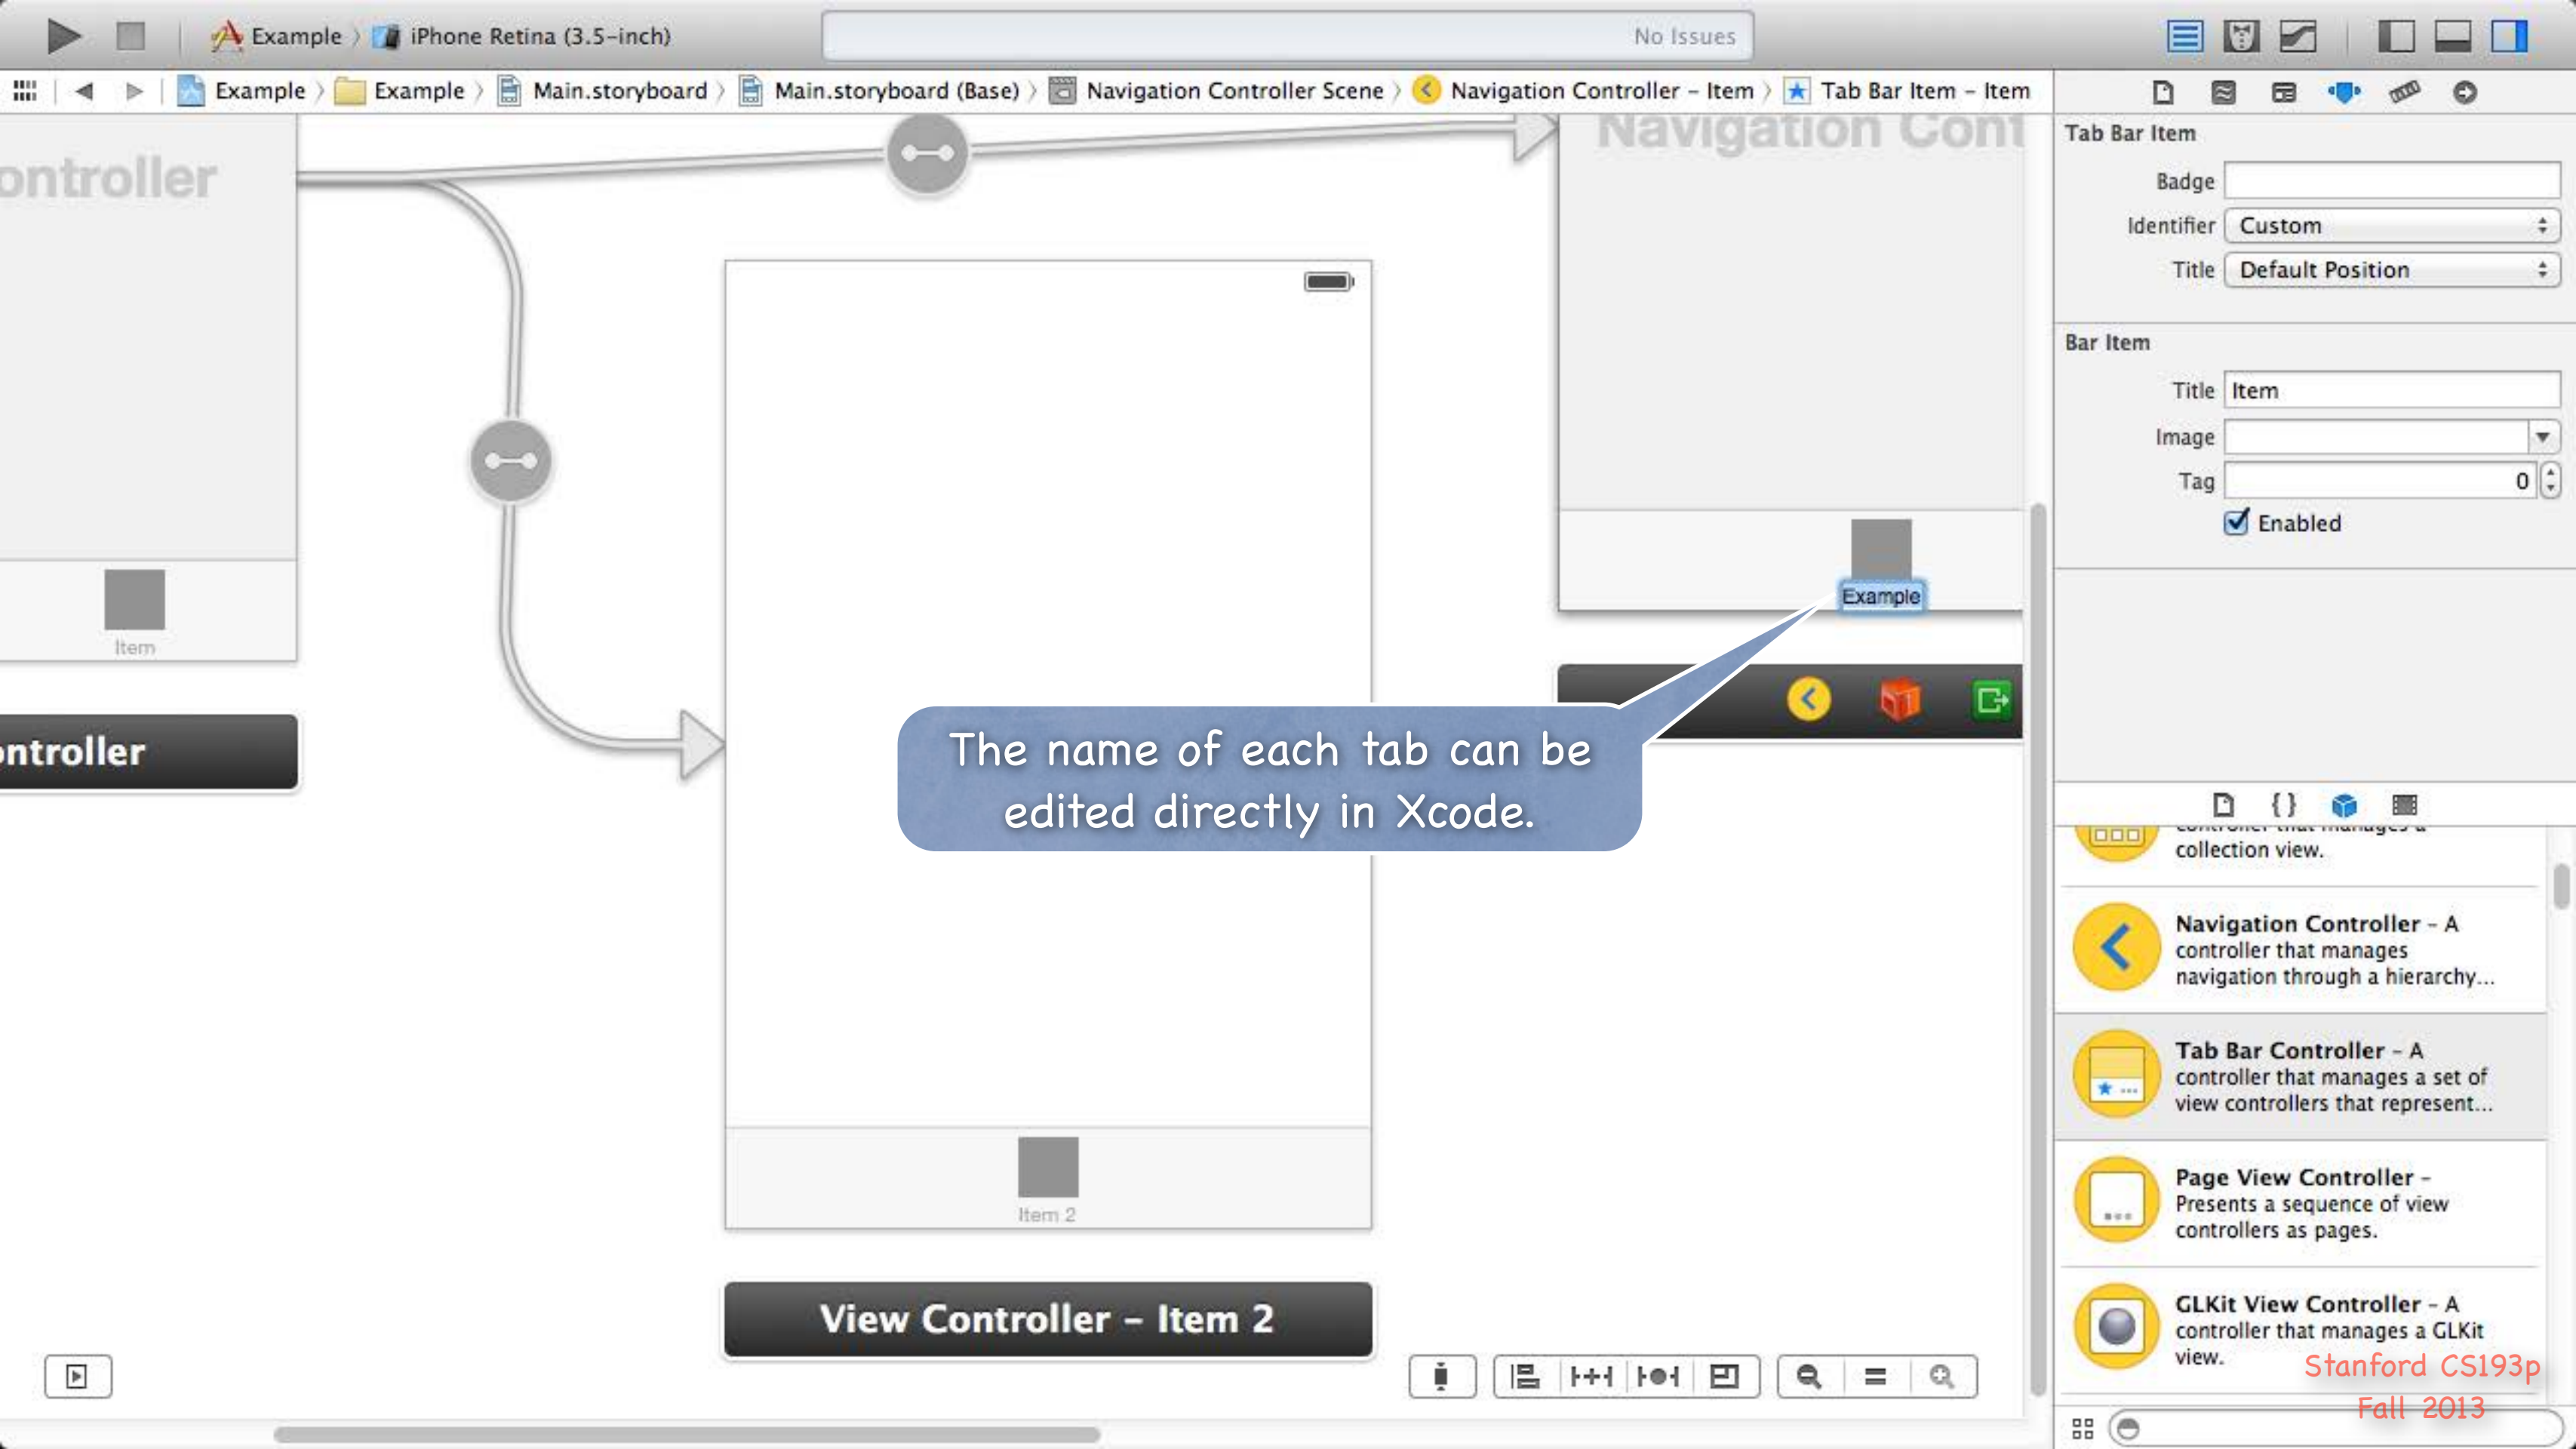 Example
iPhone Retina (3.5-inch)
No Issues
Example
Example
Main.storyboard
Main.storyboard (Base)
Navigation Controller Scene
Navigation Controller – Item
Tab Bar Item – Item
ontroller
Navigation Cont
Item
ontroller
Example
The name of each tab can be
edited directly in Xcode.
Item 2
View Controller – Item 2
Tab Bar Item
Badge
Identifier Custom
Title Default Position
Bar Item
Title Item
Image
Tag 0
Enabled
collection view.
Navigation Controller – A
controller that manages
navigation through a hierarchy...
Tab Bar Controller – A
controller that manages a set of
view controllers that represent...
Page View Controller –
Presents a sequence of view
controllers as pages.
GLKit View Controller – A
controller that manages a GLKit
view.
Stanford CS193p
Fall 2013